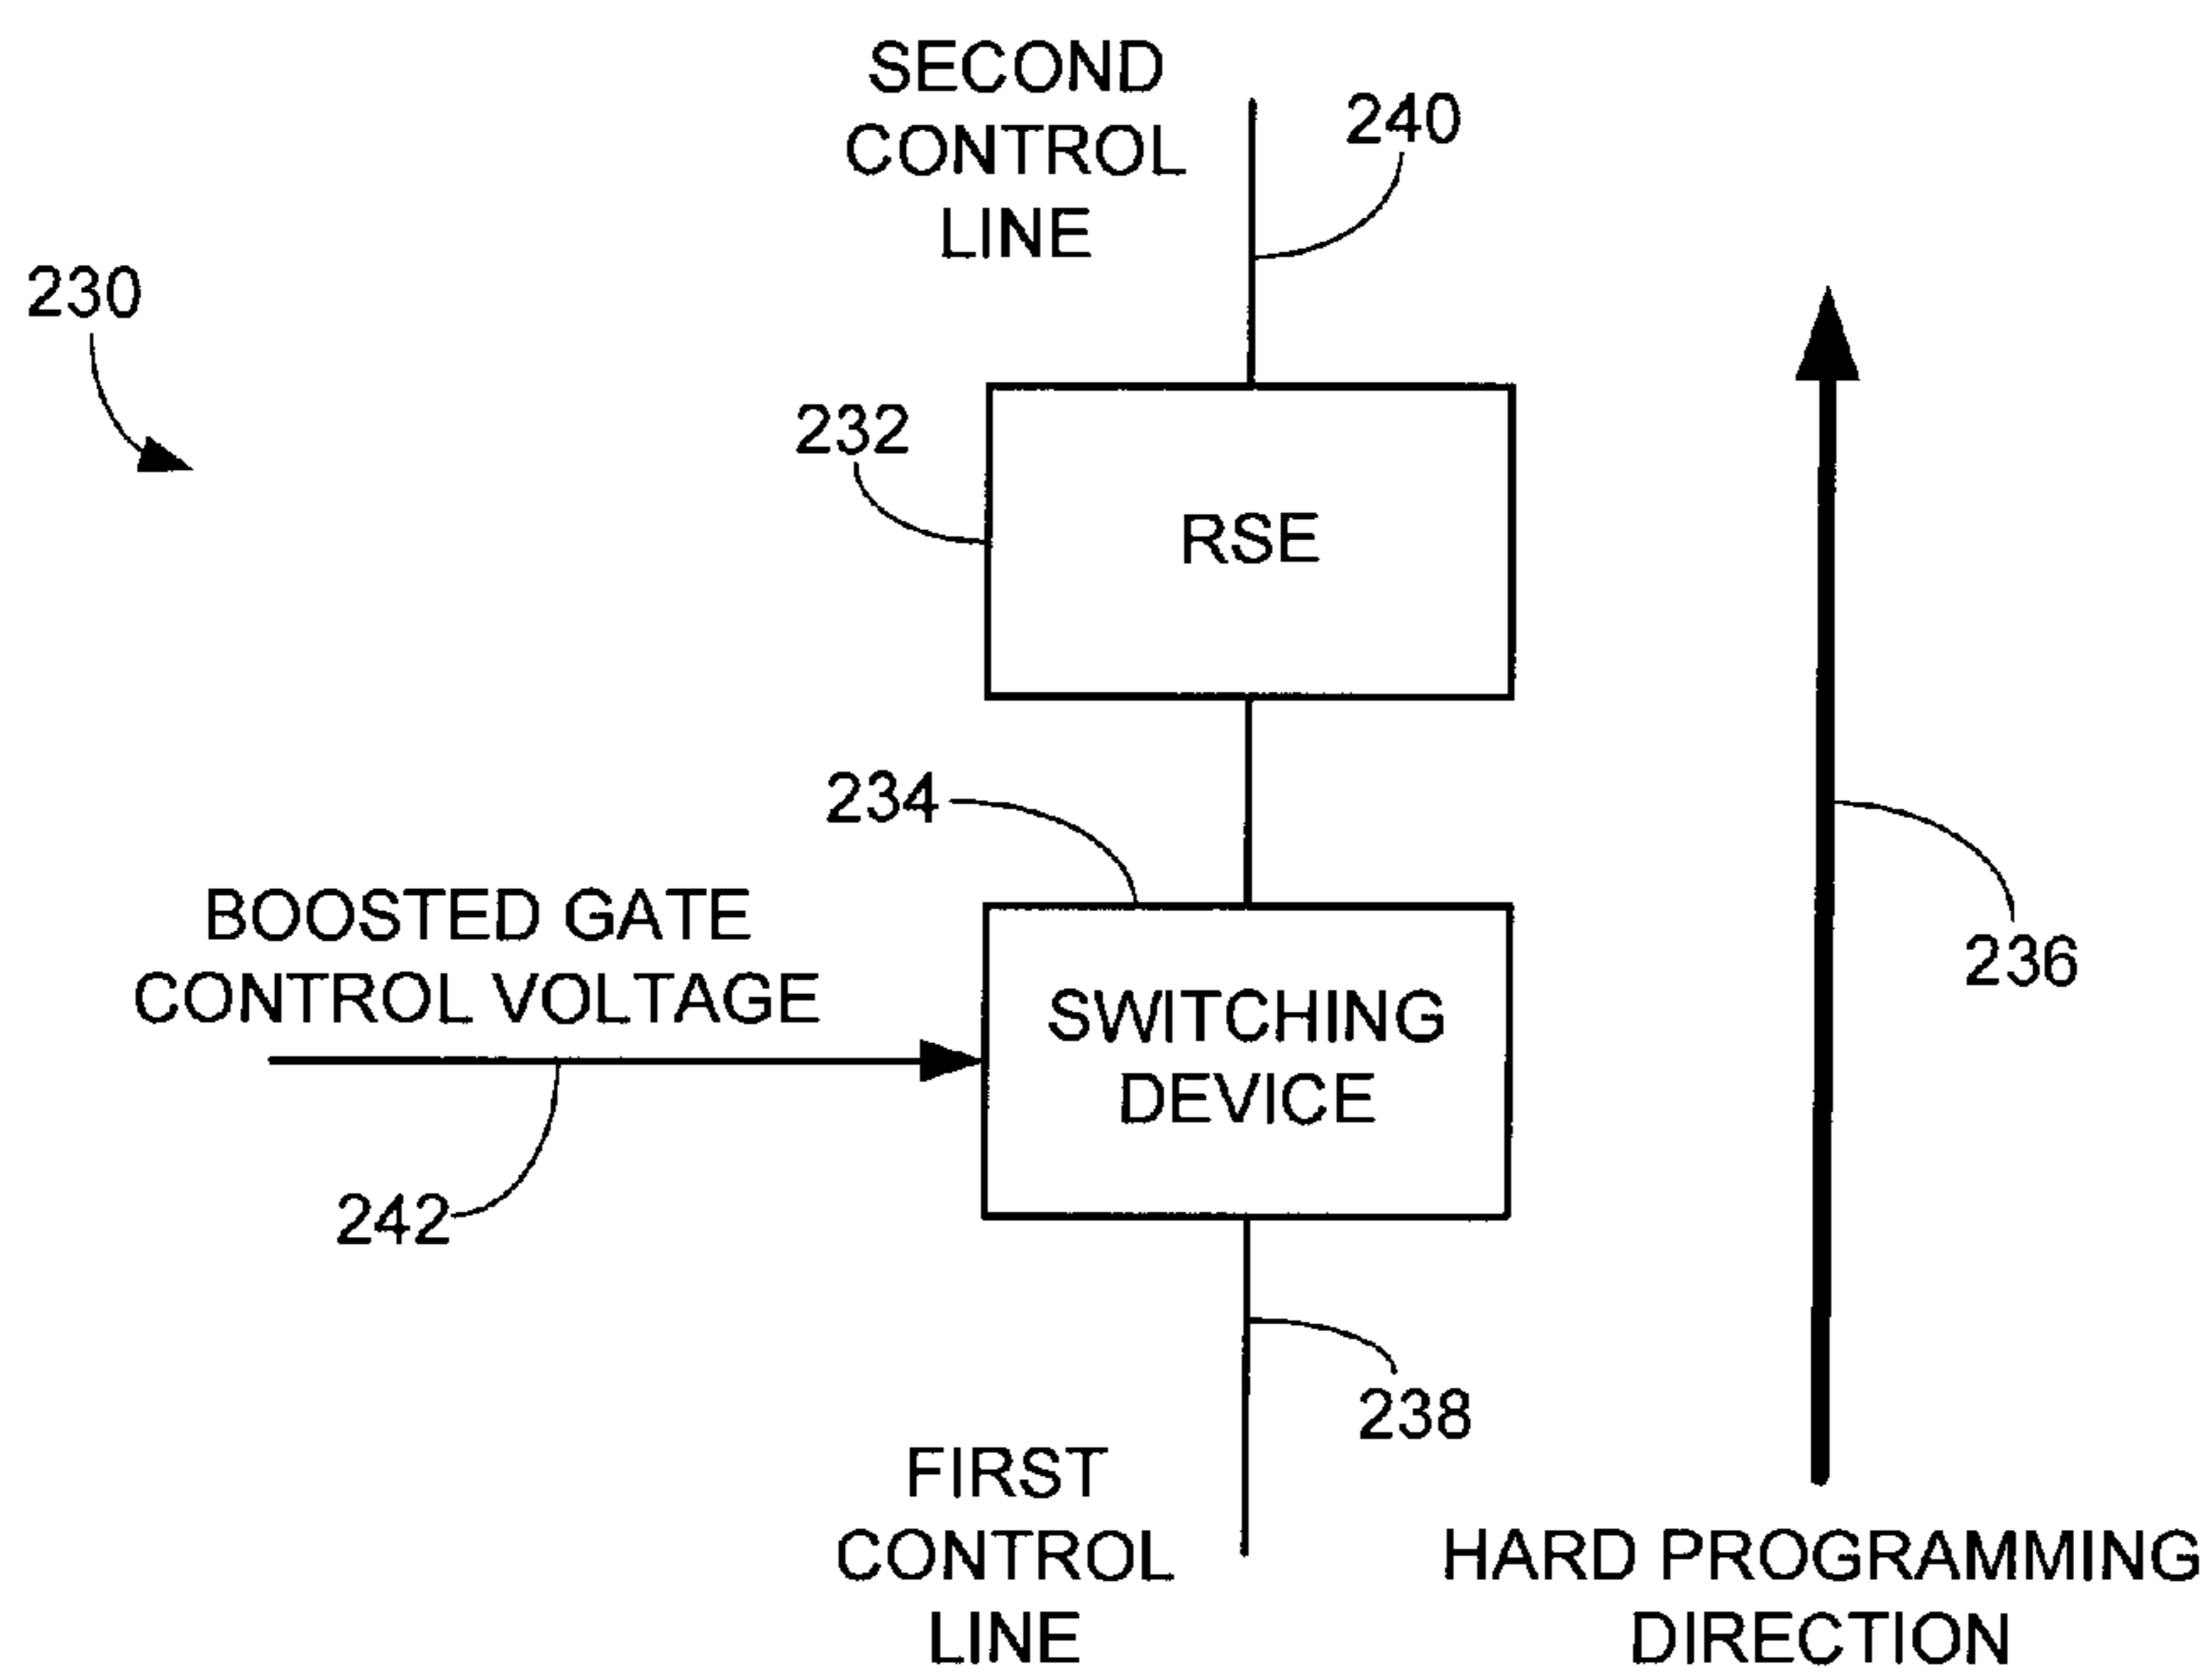 SECOND
CONTROL
LINE
240
230
232
RSE
234
BOOSTED GATE
CONTROL VOLTAGE
SWITCHING
DEVICE
236
242
238
FIRST
CONTROL
LINE
HARD PROGRAMMING
DIRECTION